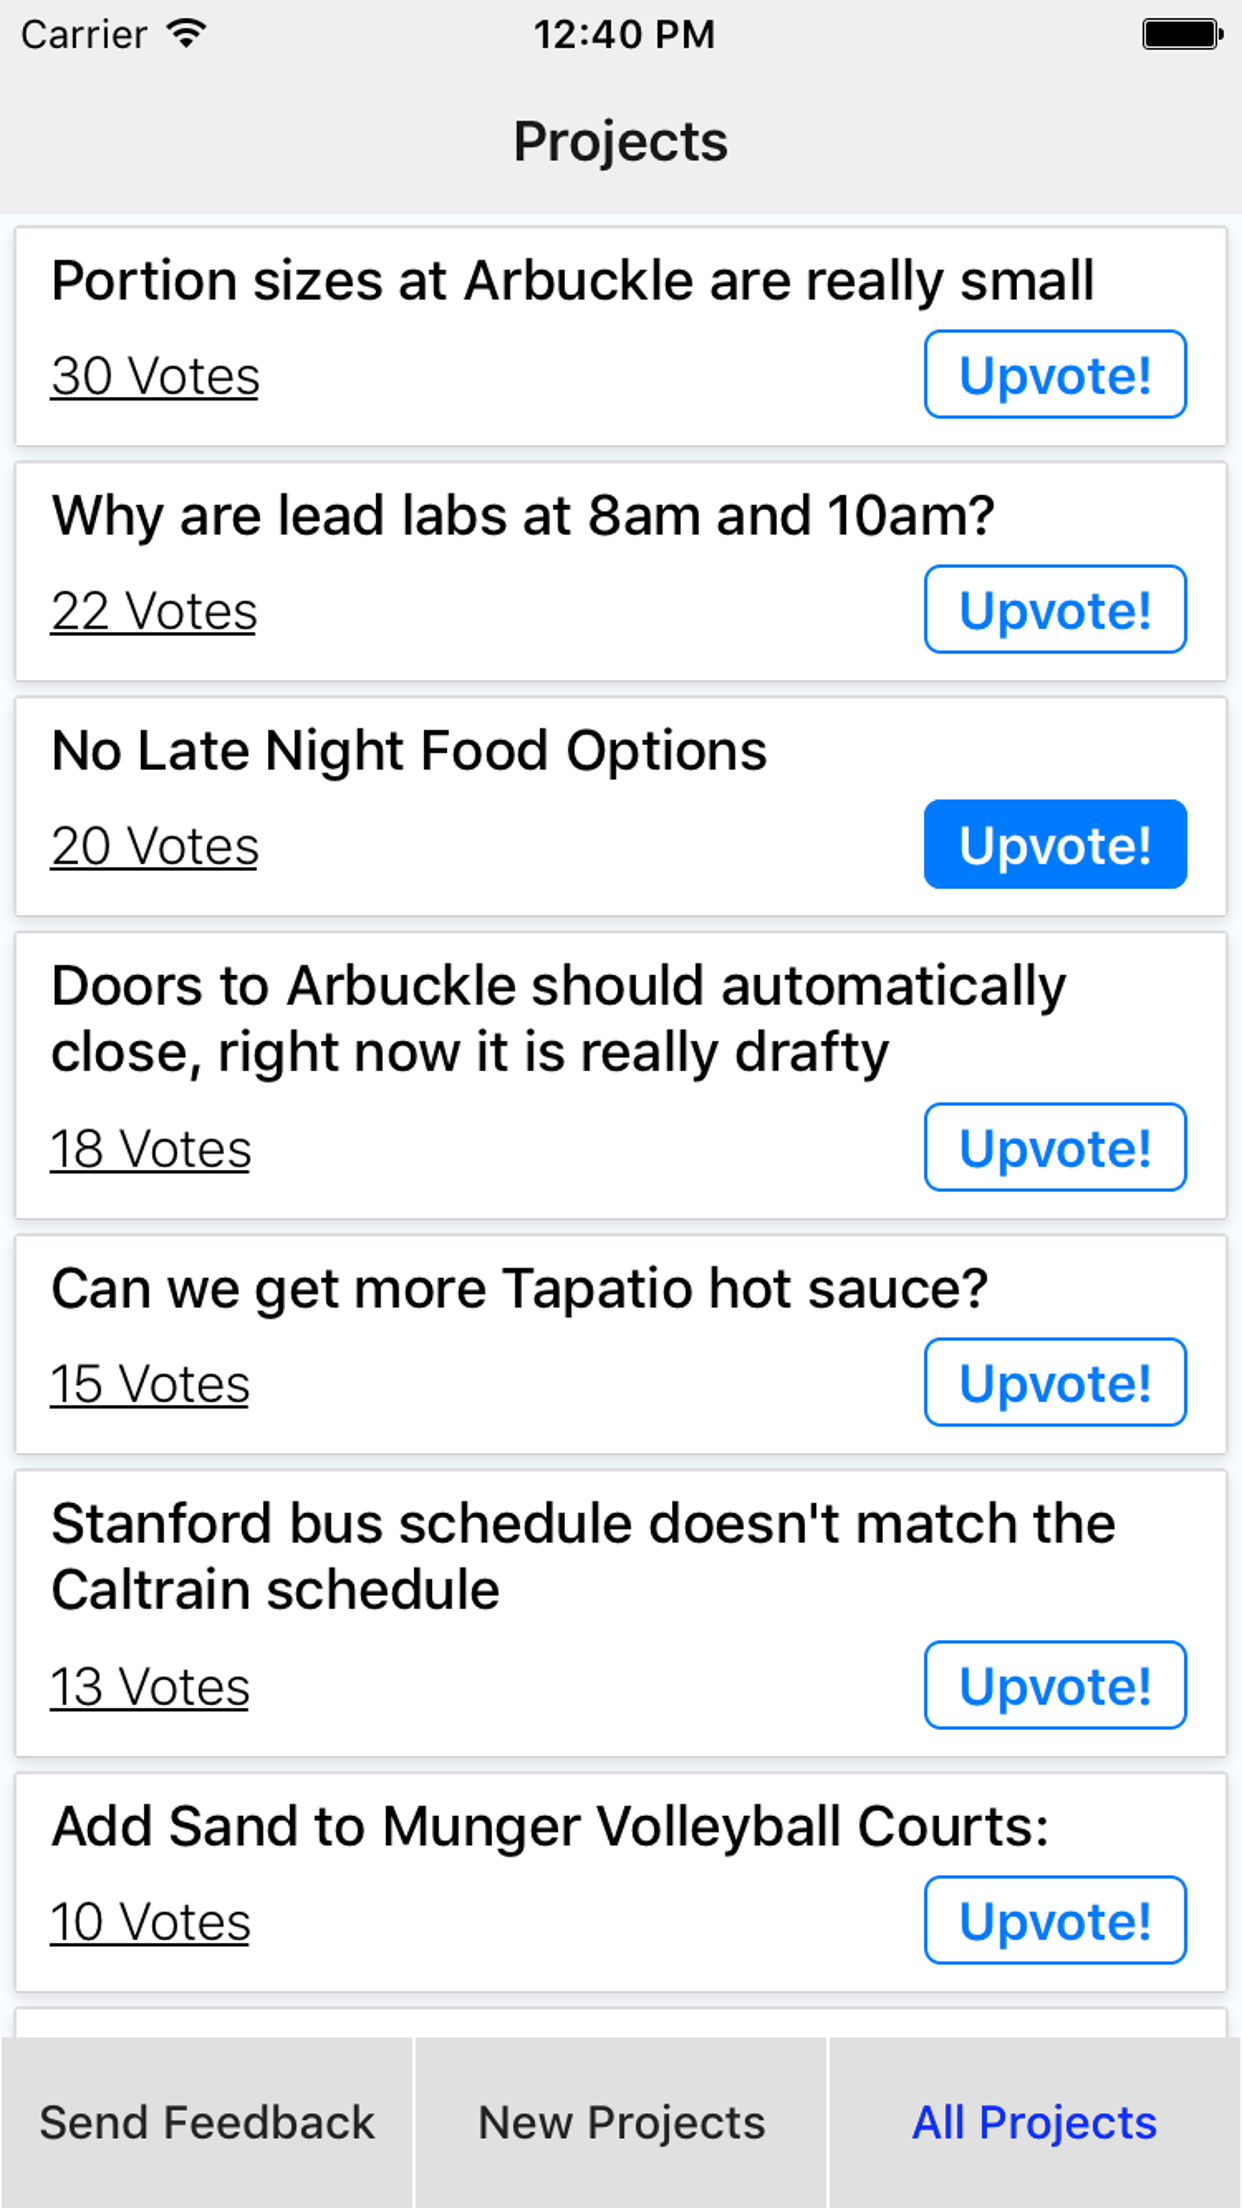 Carrier 12:40 PM
Projects
Portion sizes at Arbuckle are really small
30 Votes Upvote!
Why are lead labs at 8am and 10am?
22 Votes Upvote!
No Late Night Food Options
20 Votes Upvote!
Doors to Arbuckle should automatically
close, right now it is really drafty
18 Votes Upvote!
Can we get more Tapatio hot sauce?
15 Votes Upvote!
Stanford bus schedule doesn't match the
Caltrain schedule
13 Votes Upvote!
Add Sand to Munger Volleyball Courts:
10 Votes Upvote!
Send Feedback New Projects All Projects